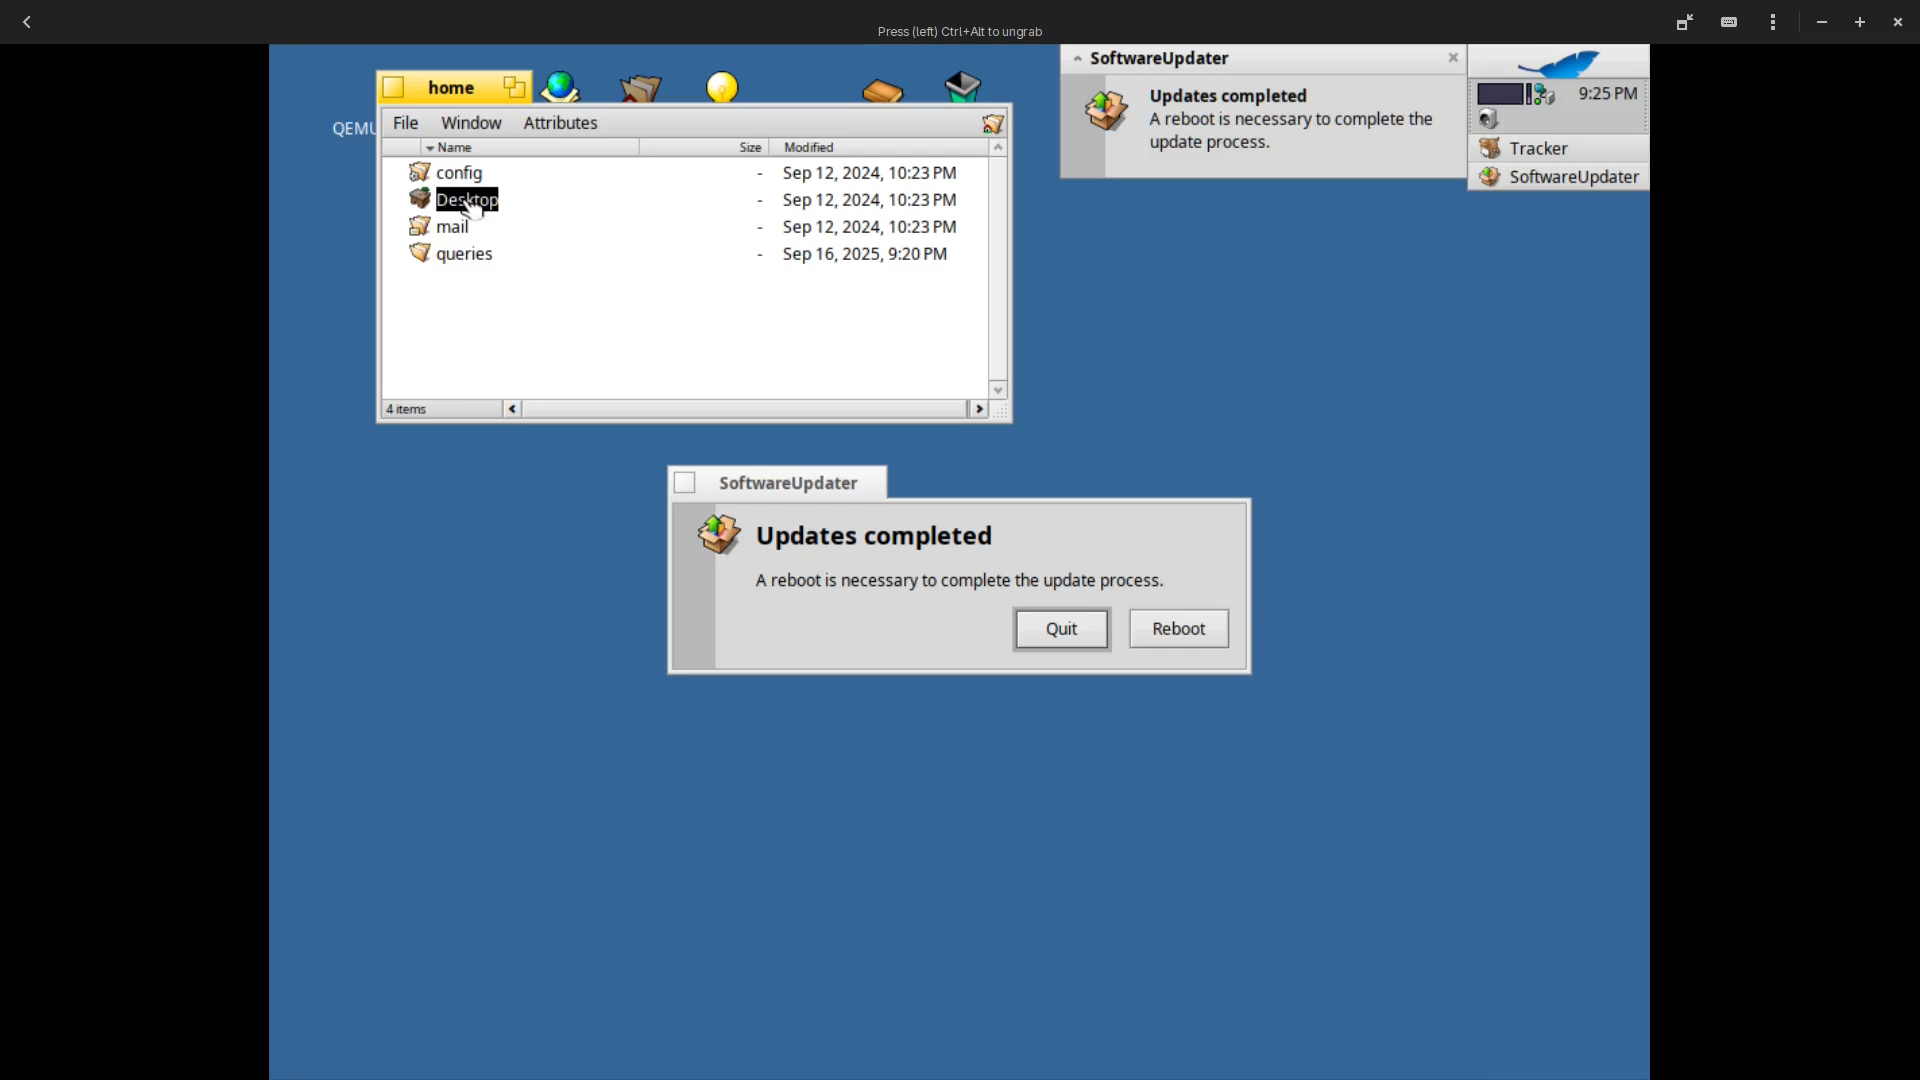 Press (left) Ctrl+Alt to ungrab
home
QEMU
File Window Attributes
Name Size Modified
config - Sep 12, 2024, 10:23 PM
Desktop - Sep 12, 2024, 10:23 PM
mail - Sep 12, 2024, 10:23 PM
queries - Sep 16, 2025, 9:20 PM
4 items
SoftwareUpdater
Updates completed
A reboot is necessary to complete the
update process.
9:25 PM
Tracker
SoftwareUpdater
SoftwareUpdater
Updates completed
A reboot is necessary to complete the update process.
Quit Reboot